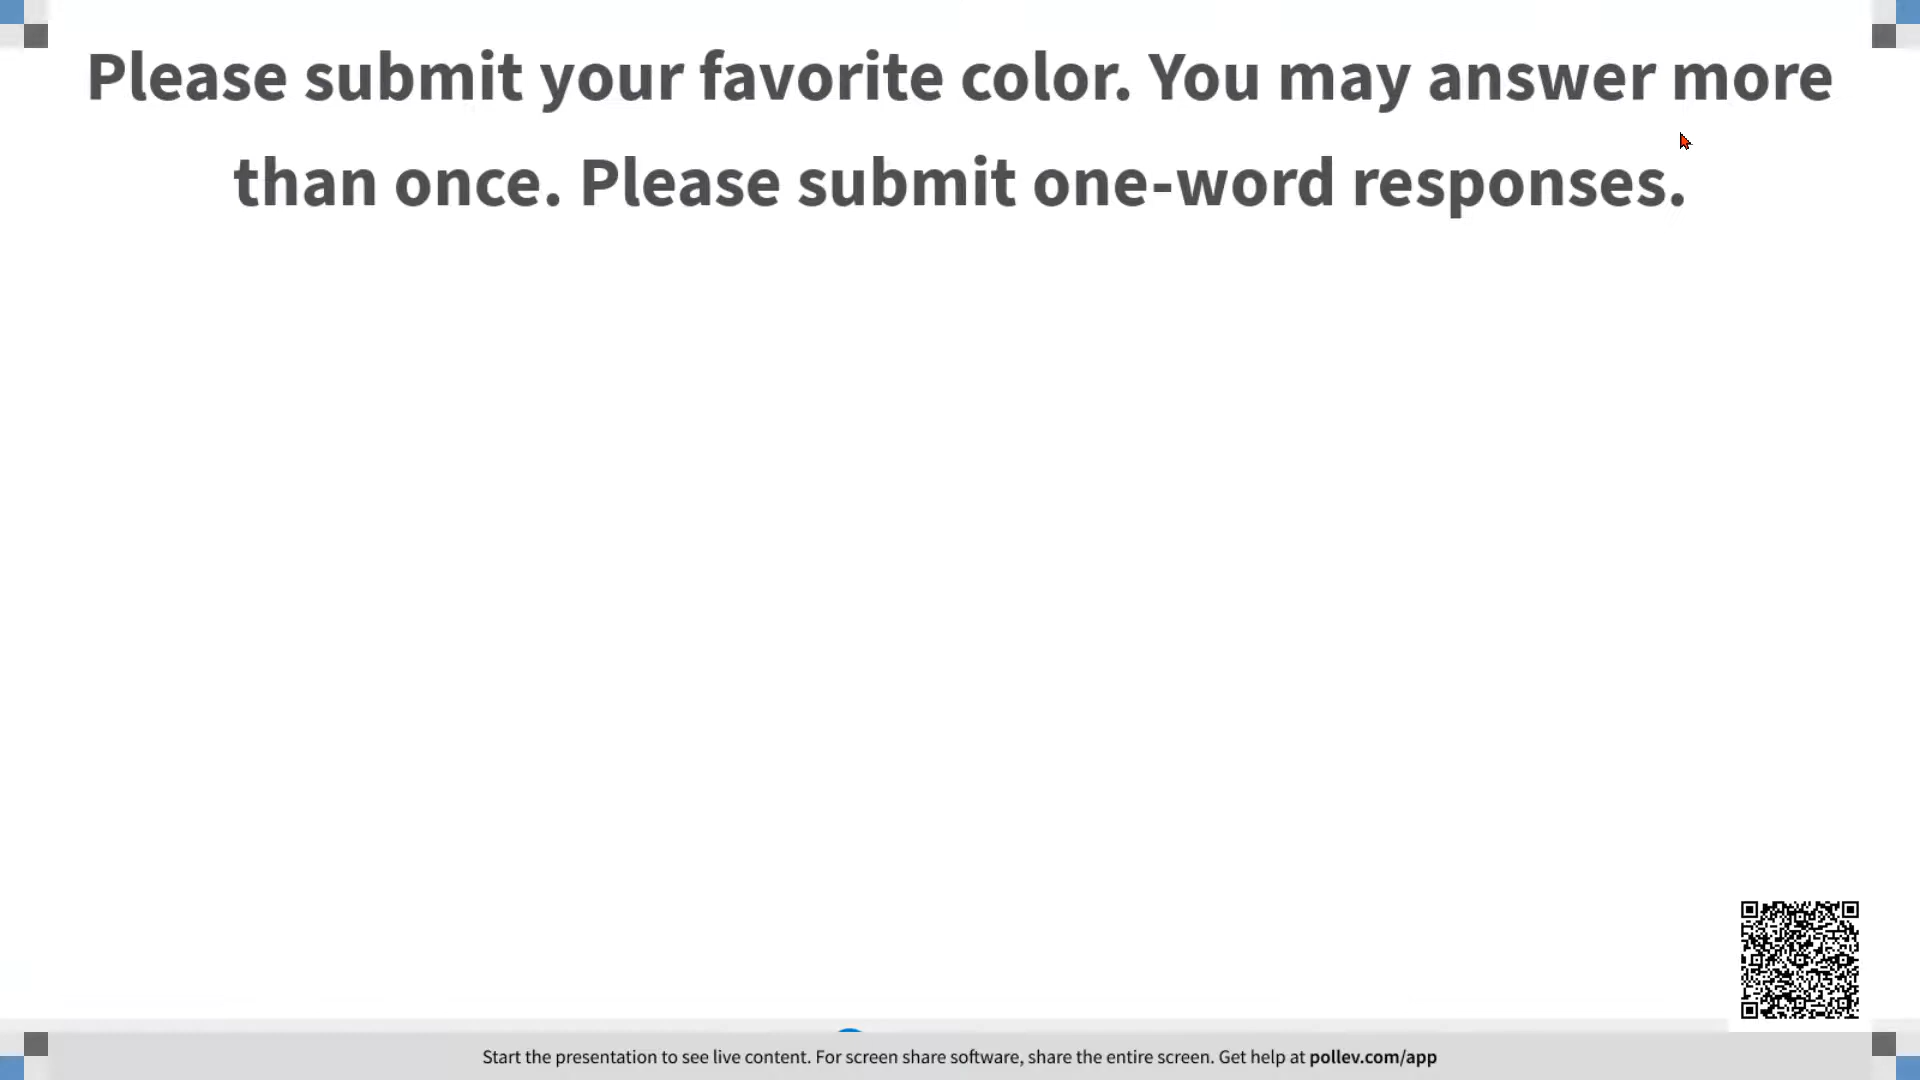 Please submit your favorite color. You may answer more
than once. Please submit one-word responses.
Start the presentation to see live content. For screen share software, share the entire screen. Get help at pollev.com/app